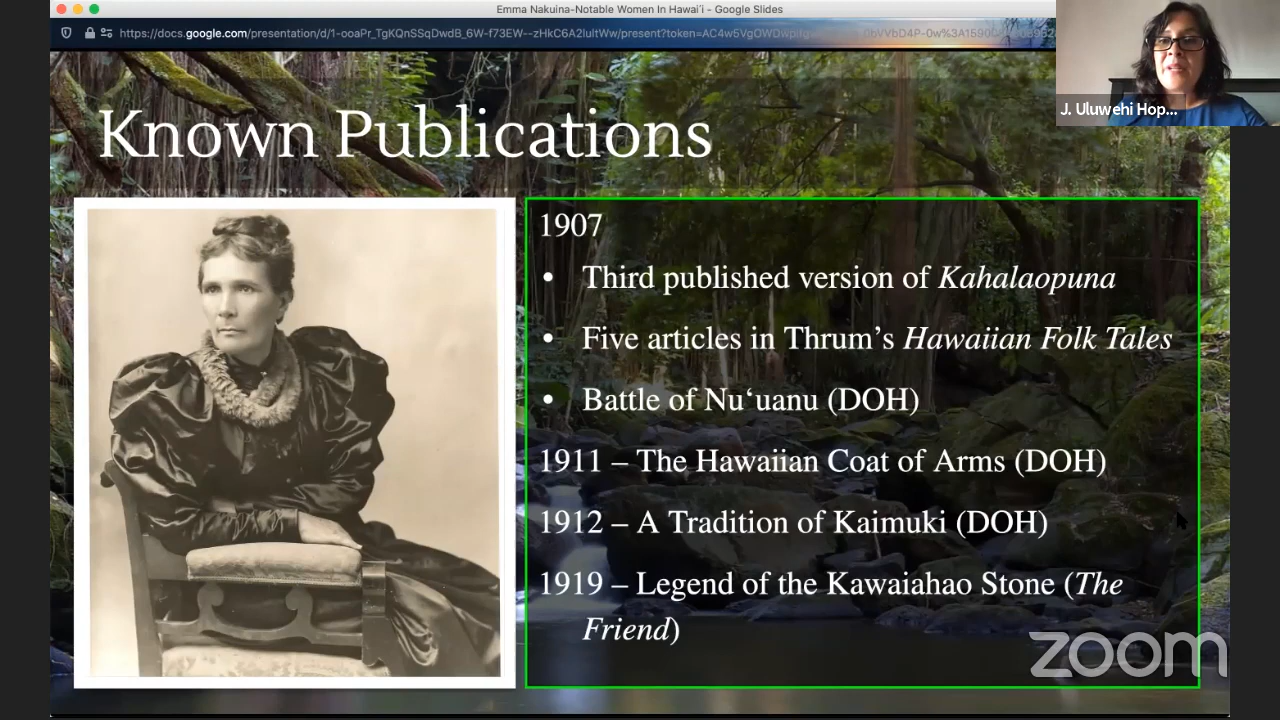 Emma Nakuina-Notable Women In Hawaiʻi - Google Slides
https://docs.google.com/presentation/d/1-ooaPr_TgKQnSSqDwdB_6W-f73EW--zHkC6A2lultWw/present?token=
J. Uluwehi Hop...
Known Publications
1907
• Third published version of Kahalaopuna
• Five articles in Thrum’s Hawaiian Folk Tales
• Battle of Nuʻuanu (DOH)
1911 – The Hawaiian Coat of Arms (DOH)
1912 – A Tradition of Kaimuki (DOH)
1919 – Legend of the Kawaiahao Stone (The
Friend)
zoom